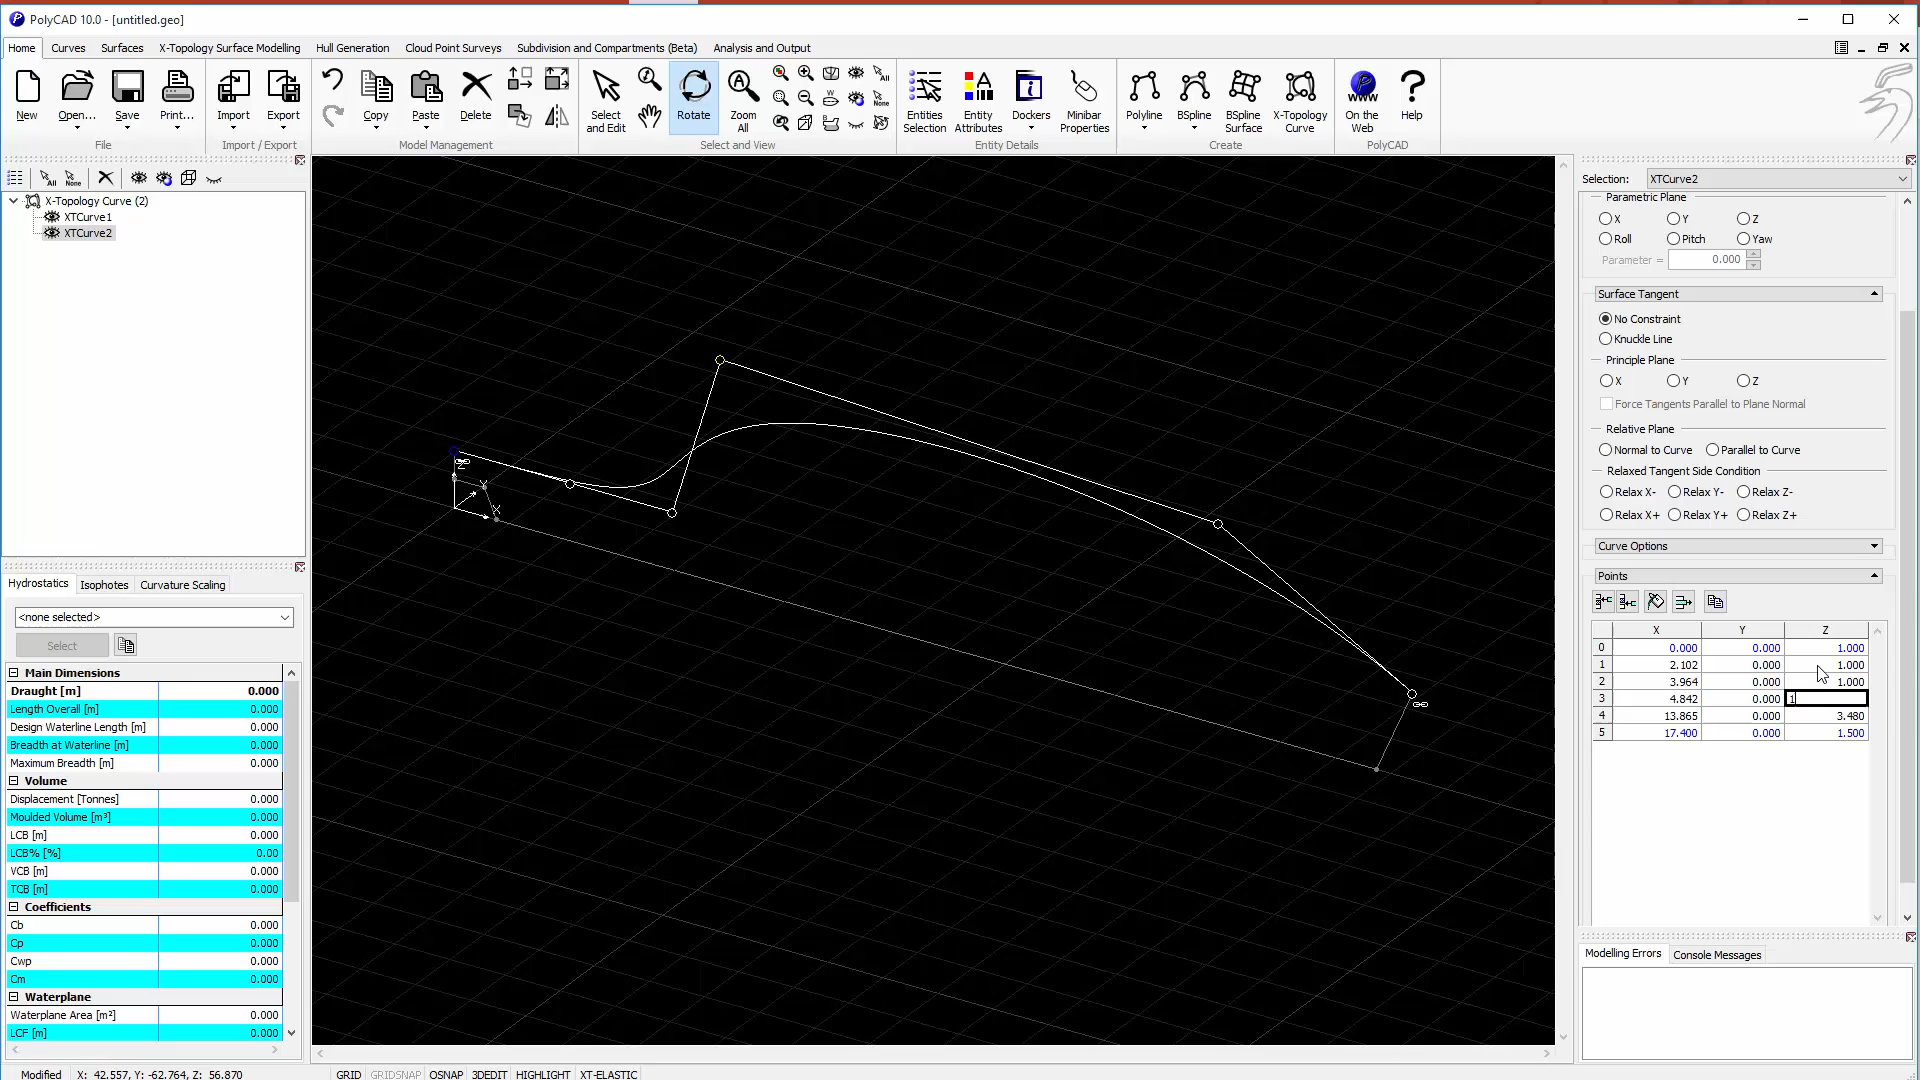 PolyCAD 10.0 - [untitled.geo]
Home Curves Surfaces X-Topology Surface Modelling Hull Generation Cloud Point Surveys Subdivision and Compartments (Beta) Analysis and Output
New Open... Save Print... Import Export Copy Paste Delete Select and Edit Rotate Zoom All All W None Entities Selection Entity Attributes Dockers Minibar Properties Polyline BSpline BSpline Surface X-Topology Curve www On the Web Help
File Import / Export Model Management Select and View Entity Details Create PolyCAD
All None
X-Topology Curve (2)
XTCurve1
XTCurve2
Hydrostatics Isophotes Curvature Scaling
<none selected>
Select
Main Dimensions
Draught [m] 0.000
Length Overall [m] 0.000
Design Waterline Length [m] 0.000
Breadth at Waterline [m] 0.000
Maximum Breadth [m] 0.000
Volume
Displacement [Tonnes] 0.000
Moulded Volume [m³] 0.000
LCB [m] 0.000
LCB% [%] 0.00
VCB [m] 0.000
TCB [m] 0.000
Coefficients
Cb 0.000
Cp 0.000
Cwp 0.000
Cm 0.000
Waterplane
Waterplane Area [m²] 0.000
LCF [m] 0.000
Z
Y
X
Selection: XTCurve2
Parametric Plane
X Y Z
Roll Pitch Yaw
Parameter = 0.000
Surface Tangent
No Constraint
Knuckle Line
Principle Plane
X Y Z
Force Tangents Parallel to Plane Normal
Relative Plane
Normal to Curve Parallel to Curve
Relaxed Tangent Side Condition
Relax X- Relax Y- Relax Z-
Relax X+ Relax Y+ Relax Z+
Curve Options
Points
X Y Z
0 0.000 0.000 1.000
1 2.102 0.000 1.000
2 3.964 0.000 1.000
3 4.842 0.000 1
4 13.865 0.000 3.480
5 17.400 0.000 1.500
Modelling Errors Console Messages
Modified X: 42.557, Y: -62.764, Z: 56.870 GRID GRIDSNAP OSNAP 3DEDIT HIGHLIGHT XT-ELASTIC